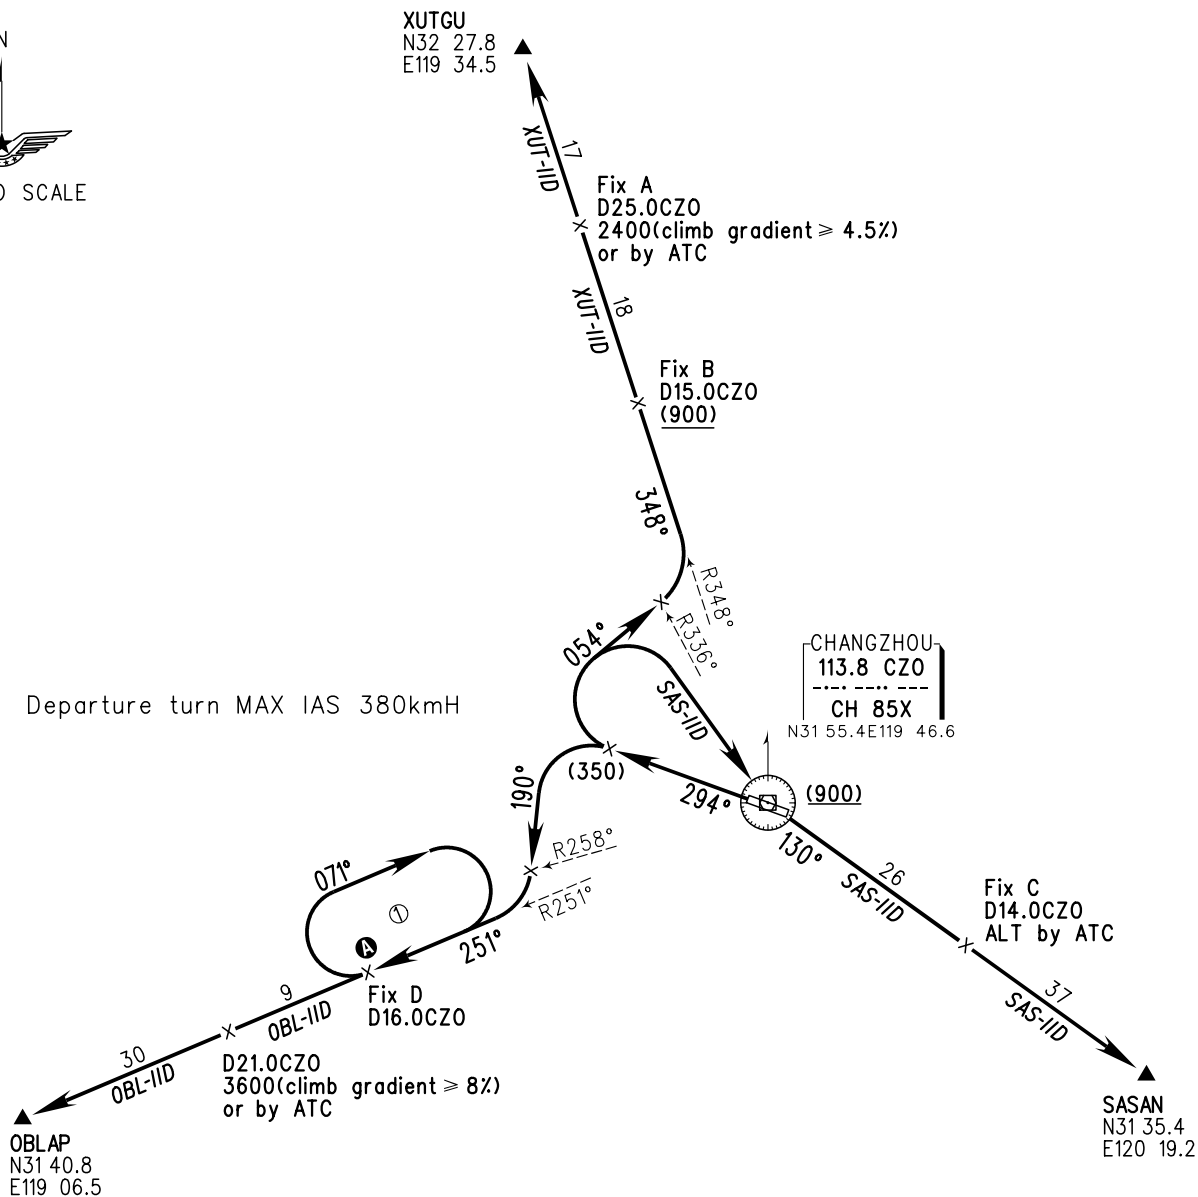 XUTGU
N32 27.8
E119 34.5
N
SCALE
17
XUT-11D
Fix A
D25.0CZO
2400(climb gradient ≥ 4.5%)
or by ATC
18
XUT-11D
Fix B
D15.0CZO
(900)
348°
R348°
R336°
054°
CHANGZHOU
113.8 CZO
-·-· --·· ---
CH 85X
N31 55.4E119 46.6
SAS-11D
Departure turn MAX IAS 380kmH
(350)
190°
294°
(900)
130°
R258°
R251°
26
SAS-11D
071°
1
A
251°
Fix C
D14.0CZO
ALT by ATC
Fix D
D16.0CZO
9
OBL-11D
37
SAS-11D
30
OBL-11D
D21.0CZO
3600(climb gradient ≥ 8%)
or by ATC
SASAN
N31 35.4
E120 19.2
OBLAP
N31 40.8
E119 06.5